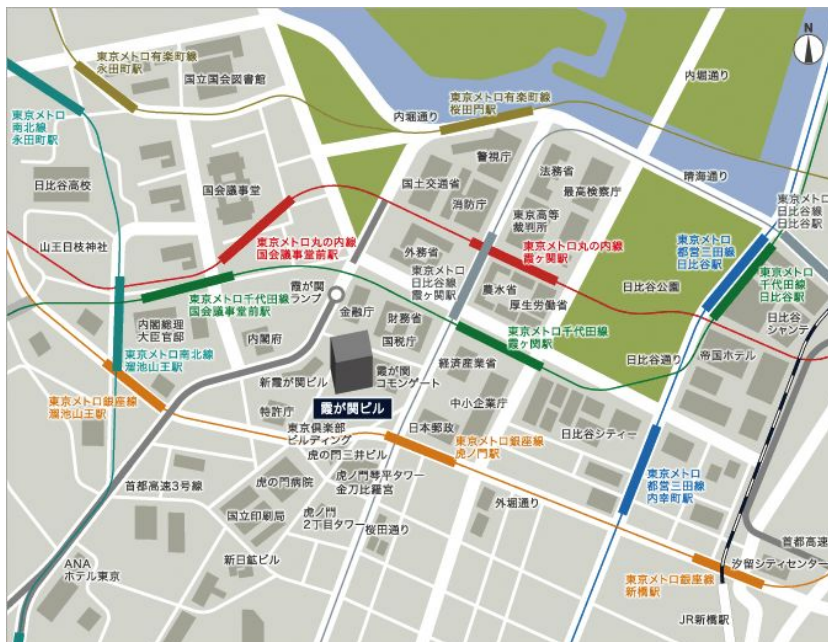 東京メトロ有楽町線
永田町駅
国立国会図書館
内堀通り
東京メトロ有楽町線
桜田門駅
内堀通り
N
東京メトロ
南北線
永田町駅
日比谷高校
国会議事堂
国土交通省
警視庁
消防庁
法務省
最高検察庁
晴海通り
東京メトロ
日比谷線
日比谷駅
山王日枝神社
東京メトロ丸の内線
国会議事堂前駅
外務省
東京高等
裁判所
東京メトロ丸の内線
霞ケ関駅
東京メトロ
日比谷線
霞ケ関駅
東京メトロ
都営三田線
日比谷駅
東京メトロ
千代田線
日比谷駅
日比谷公園
東京メトロ千代田線
国会議事堂前駅
霞が関
ランプ
農水省
厚生労働省
日比谷
シャンテ
内閣総理
大臣官邸
内閣府
金融庁
財務省
国税庁
東京メトロ千代田線
霞ケ関駅
日比谷通り
帝国ホテル
東京メトロ南北線
溜池山王駅
東京メトロ銀座線
溜池山王駅
新霞が関ビル
霞が関
コモンゲート
経済産業省
特許庁
霞が関ビル
中小企業庁
東京倶楽部
ビルディング
日本郵政
東京メトロ銀座線
虎ノ門駅
日比谷シティー
虎の門三井ビル
首都高速3号線
虎の門病院
虎ノ門琴平タワー
金刀比羅宮
東京メトロ
都営三田線
内幸町駅
外堀通り
国立印刷局
虎ノ門
2丁目タワー
桜田通り
首都高速
新日鉱ビル
ANA
ホテル東京
東京メトロ銀座線
新橋駅
汐留シティセンター
JR新橋駅